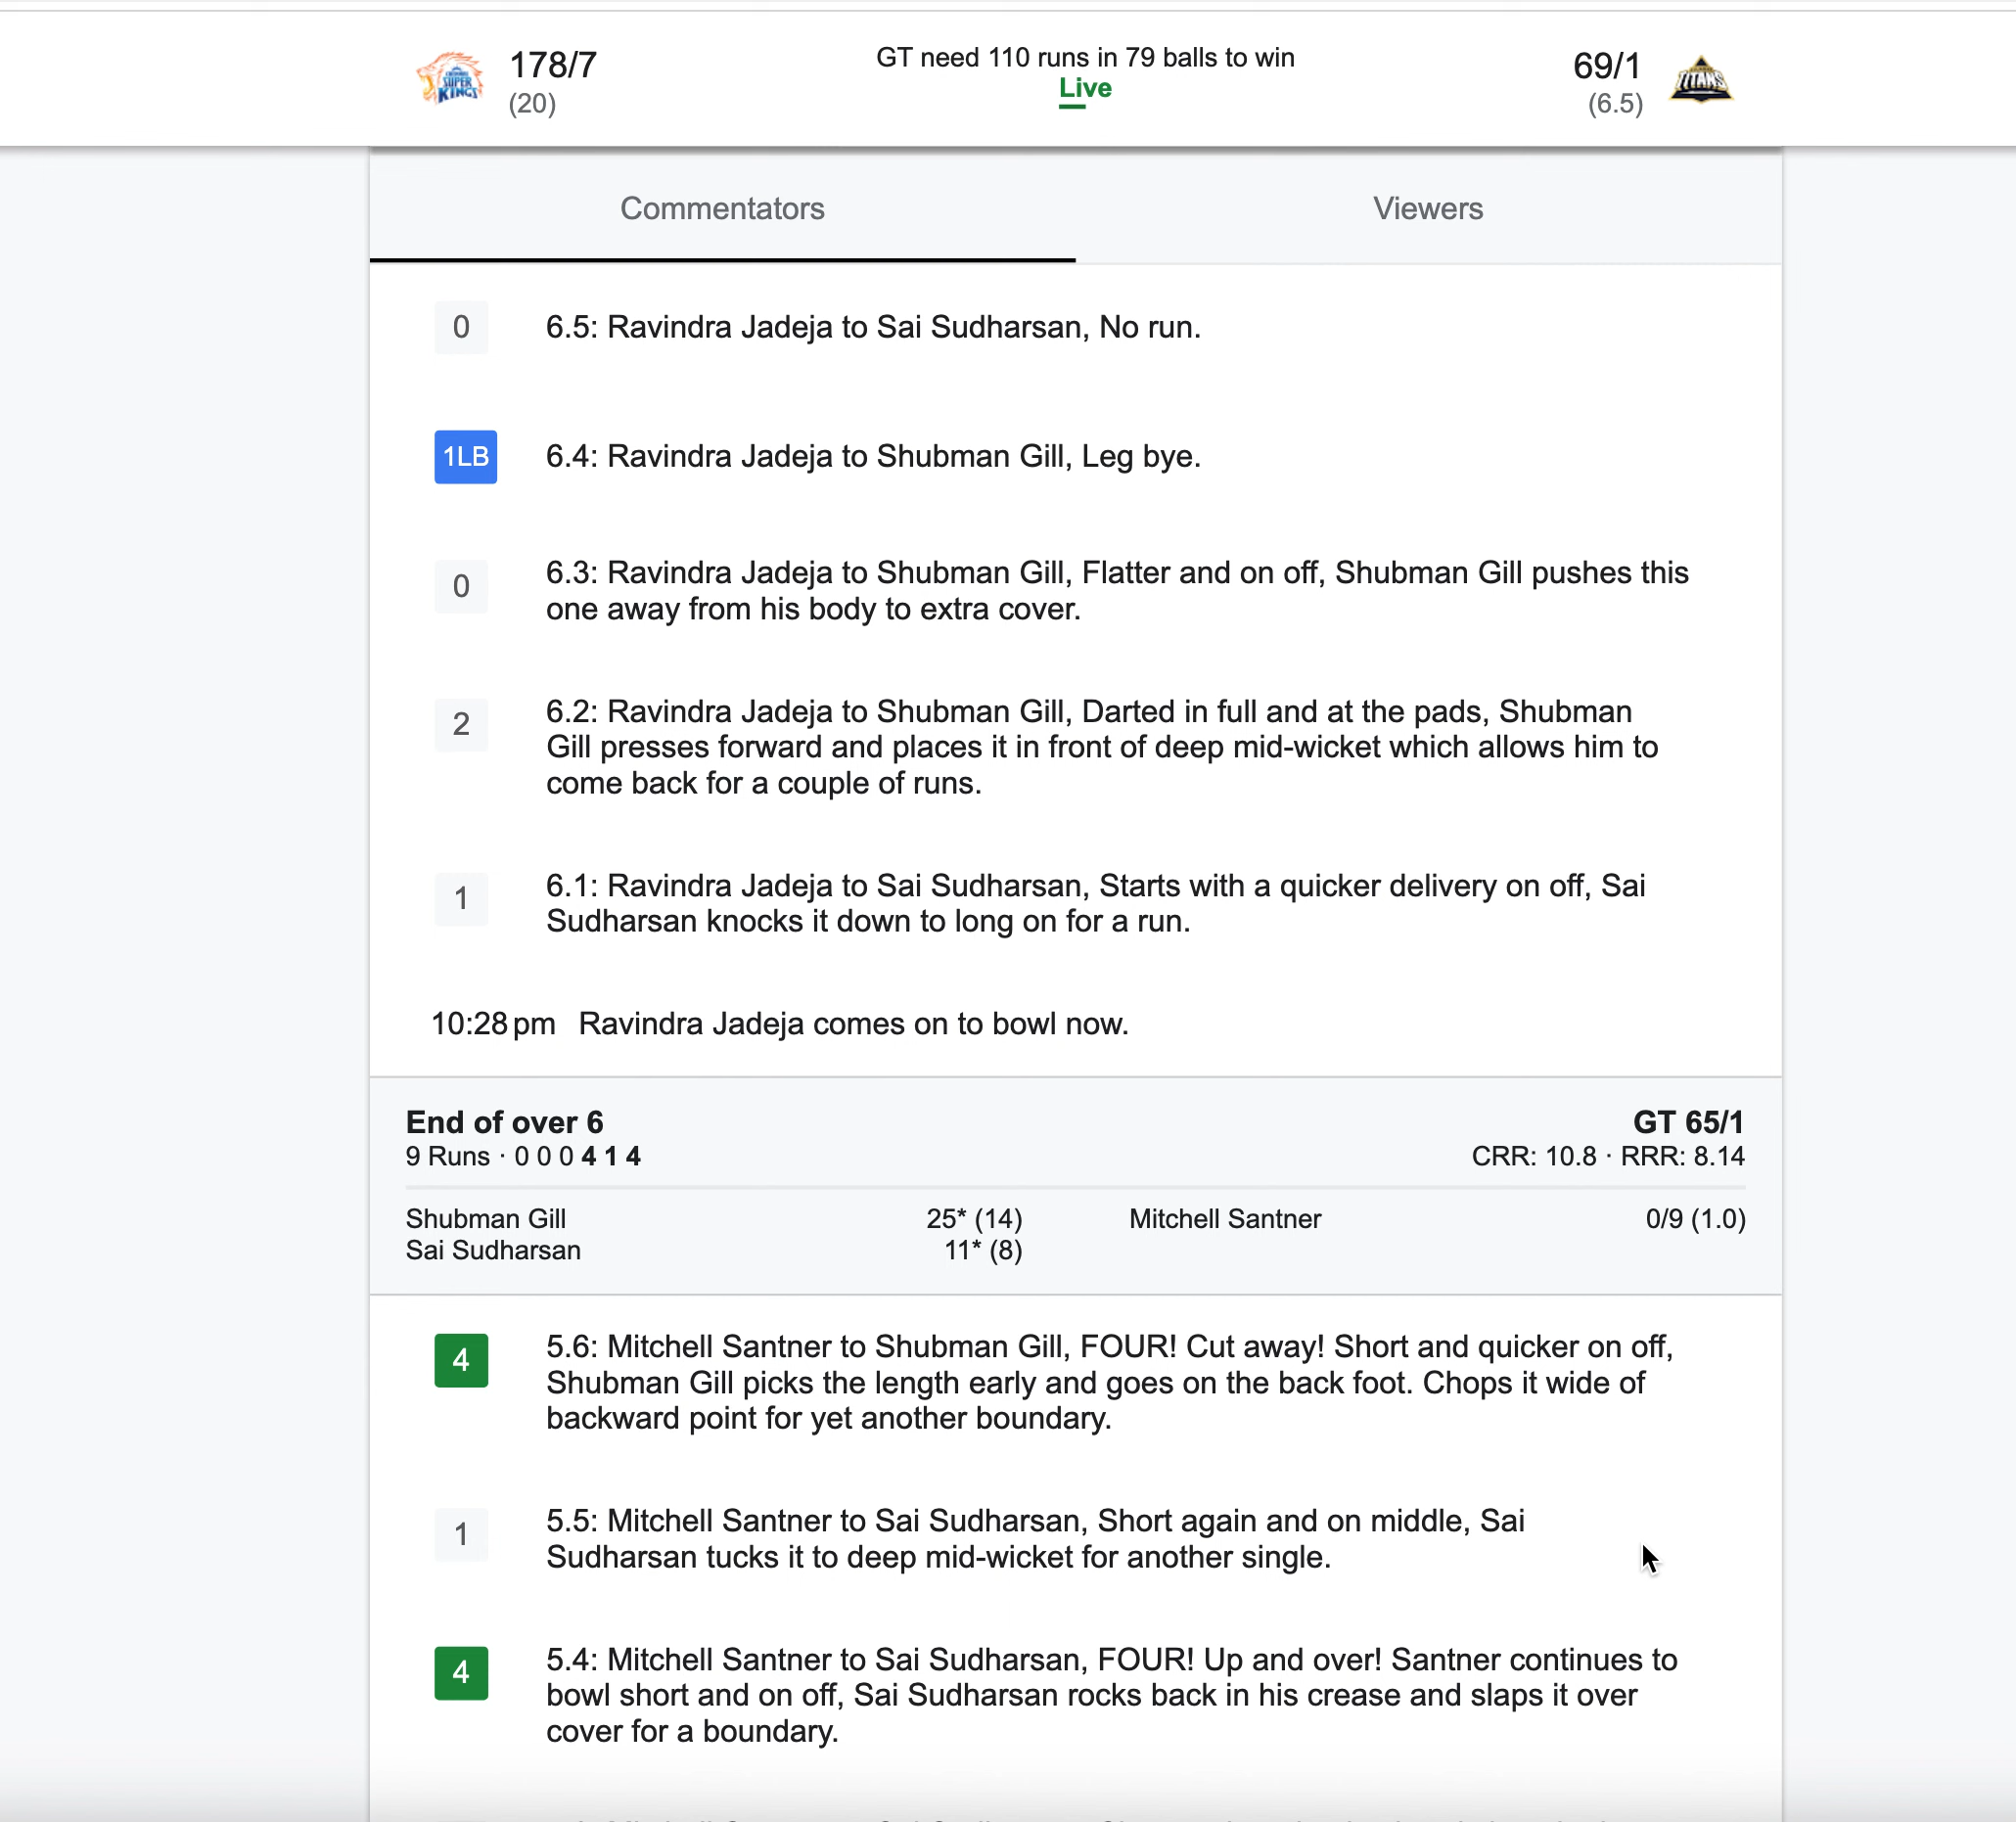 178/7
(20)
GT need 110 runs in 79 balls to win
Live
69/1
(6.5)
SUPER
KINGS
TITANS
Commentators
Viewers
0
6.5: Ravindra Jadeja to Sai Sudharsan, No run.
1LB
6.4: Ravindra Jadeja to Shubman Gill, Leg bye.
0
6.3: Ravindra Jadeja to Shubman Gill, Flatter and on off, Shubman Gill pushes this
one away from his body to extra cover.
2
6.2: Ravindra Jadeja to Shubman Gill, Darted in full and at the pads, Shubman
Gill presses forward and places it in front of deep mid-wicket which allows him to
come back for a couple of runs.
1
6.1: Ravindra Jadeja to Sai Sudharsan, Starts with a quicker delivery on off, Sai
Sudharsan knocks it down to long on for a run.
10:28 pm Ravindra Jadeja comes on to bowl now.
End of over 6
GT 65/1
9 Runs · 0 0 0 4 1 4
CRR: 10.8 · RRR: 8.14
Shubman Gill 25* (14) Mitchell Santner 0/9 (1.0)
Sai Sudharsan 11* (8)
4
5.6: Mitchell Santner to Shubman Gill, FOUR! Cut away! Short and quicker on off,
Shubman Gill picks the length early and goes on the back foot. Chops it wide of
backward point for yet another boundary.
1
5.5: Mitchell Santner to Sai Sudharsan, Short again and on middle, Sai
Sudharsan tucks it to deep mid-wicket for another single.
4
5.4: Mitchell Santner to Sai Sudharsan, FOUR! Up and over! Santner continues to
bowl short and on off, Sai Sudharsan rocks back in his crease and slaps it over
cover for a boundary.